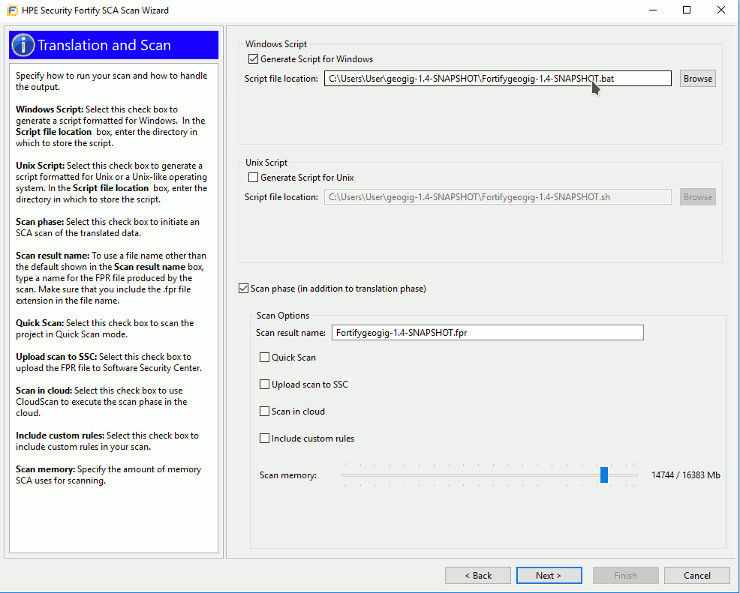 HPE Security Fortify SCA Scan Wizard
Translation and Scan
Specify how to run your scan and how to handle
the output.
Windows Script: Select this check box to
generate a script formatted for Windows. In the
Script file location box, enter the directory in
which to store the script.
Unix Script: Select this check box to generate a
script formatted for Unix or a Unix-like operating
system. In the Script file location box, enter the
directory in which to store the script.
Scan phase: Select this check box to initiate an
SCA scan of the translated data.
Scan result name: To use a file name other than
the default shown in the Scan result name box,
type a name for the FPR file produced by the
scan. Make sure that you include the .fpr file
extension in the file name.
Quick Scan: Select this check box to scan the
project in Quick Scan mode.
Upload scan to SSC: Select this check box to
upload the FPR file to Software Security Center.
Scan in cloud: Select this check box to use
CloudScan to execute the scan phase in the
cloud.
Include custom rules: Select this check box to
include custom rules in your scan.
Scan memory: Specify the amount of memory
SCA uses for scanning.
Windows Script
Generate Script for Windows
Script file location: C:\Users\User\geogig-1.4-SNAPSHOT\Fortifygeogig-1.4-SNAPSHOT.bat Browse
Unix Script
Generate Script for Unix
Script file location: C:\Users\User\geogig-1.4-SNAPSHOT\Fortifygeogig-1.4-SNAPSHOT.sh Browse
Scan phase (in addition to translation phase)
Scan Options
Scan result name: Fortifygeogig-1.4-SNAPSHOT.fpr
Quick Scan
Upload scan to SSC
Scan in cloud
Include custom rules
Scan memory: 14744 / 16383 Mb
< Back Next > Finish Cancel